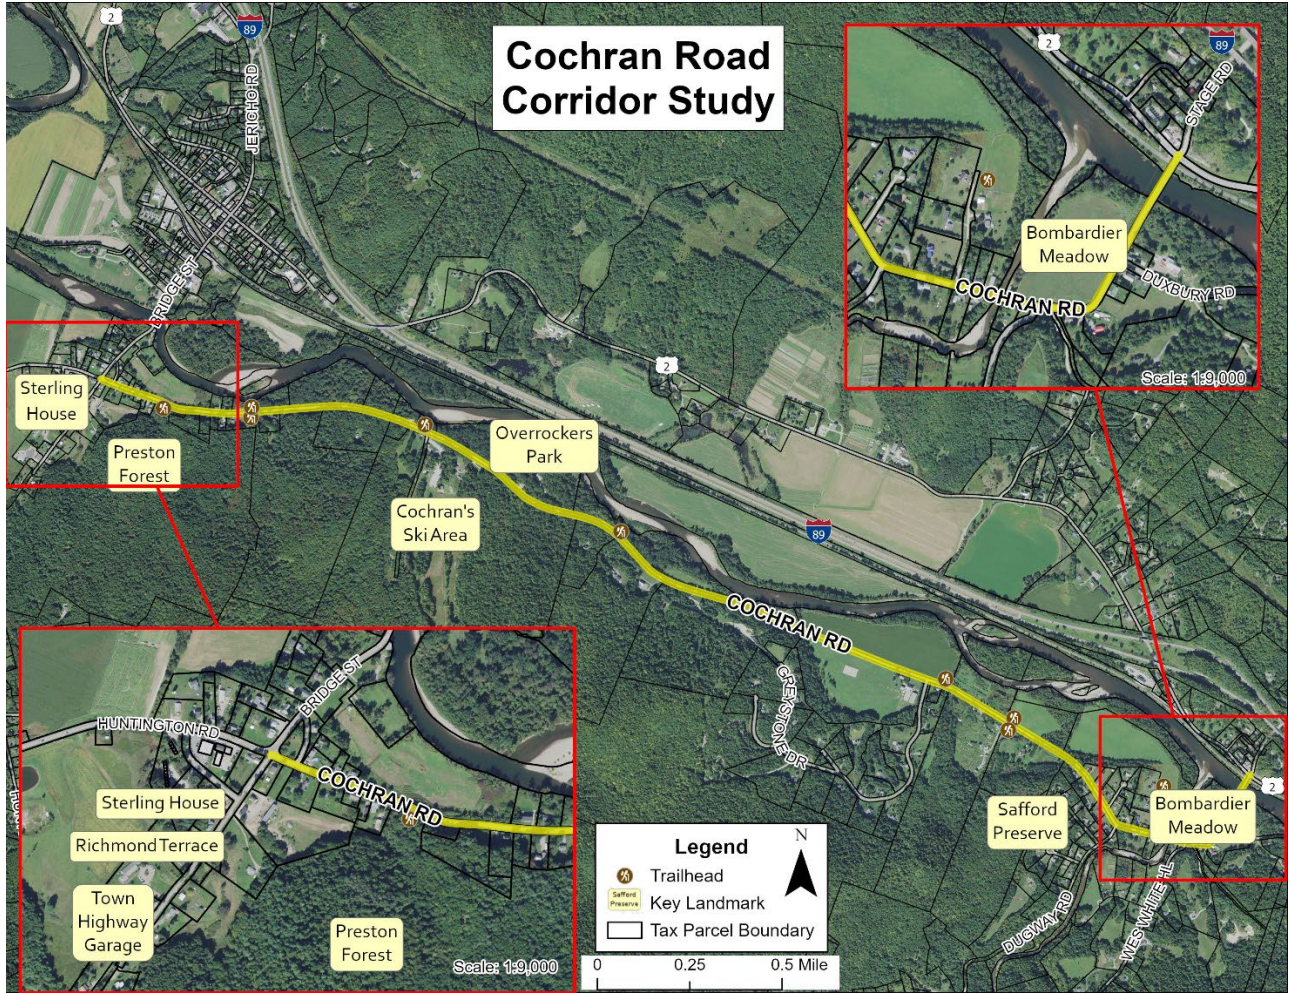 Cochran Road
Corridor Study
2
89
JERICHO RD
BRIDGE ST
2
89
STAGE RD
Bombardier
Meadow
COCHRAN RD
DUXBURY RD
Scale: 1:9,000
2
Sterling
House
Preston
Forest
Overrockers
Park
Cochran's
Ski Area
89
COCHRAN RD
GREYSTONE DR
Safford
Preserve
Bombardier
Meadow
2
DUGWAY RD
WES WHITE HL
HUNTINGTON RD
BRIDGE ST
COCHRAN RD
Sterling House
Richmond Terrace
Town
Highway
Garage
Preston
Forest
Scale: 1:9,000
Legend
N
Trailhead
Safford
Preserve
Key Landmark
Tax Parcel Boundary
0 0.25 0.5 Mile